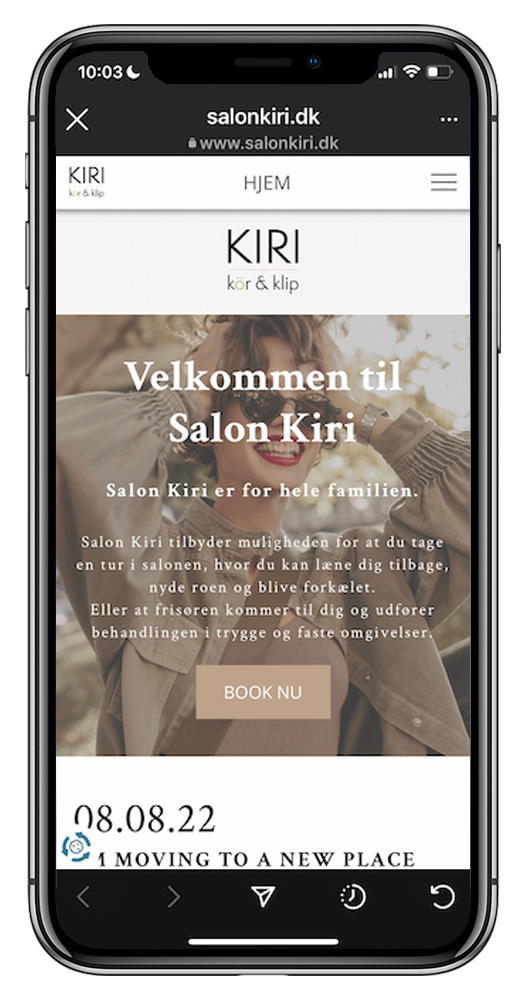 10:03
salonkiri.dk
www.salonkiri.dk
KIRI
kör & klip
HJEM
KIRI
kör & klip
Velkommen til
Salon Kiri
Salon Kiri er for hele familien.
Salon Kiri tilbyder muligheden for at du tage
en tur i salonen, hvor du kan læne dig tilbage,
nyde roen og blive forkælet.
Eller at frisøren kommer til dig og udfører
behandlingen i trygge og faste omgivelser.
BOOK NU
08.08.22
MOVING TO A NEW PLACE